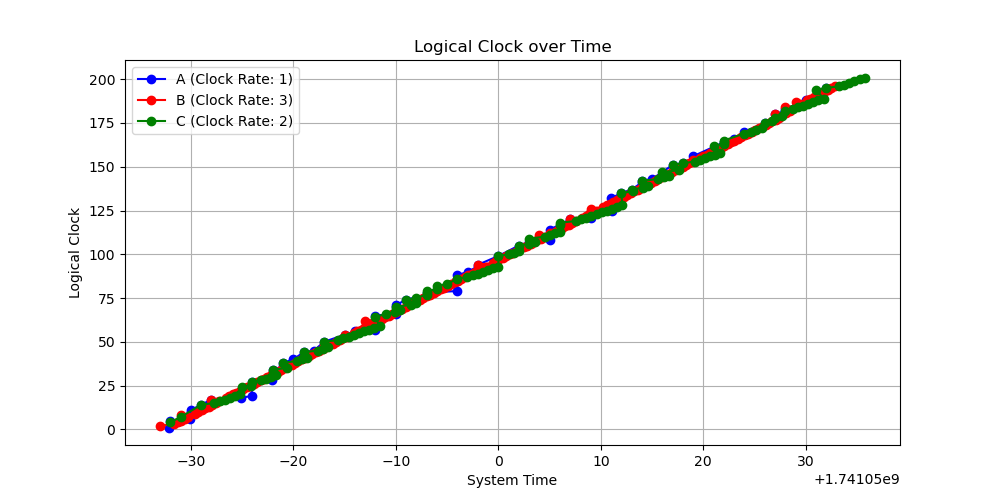 Logical Clock over Time
A (Clock Rate: 1)
B (Clock Rate: 3)
C (Clock Rate: 2)
200
175
150
125
100
75
50
25
0
Logical Clock
−30 −20 −10 0 10 20 30
+1.74105e9
System Time